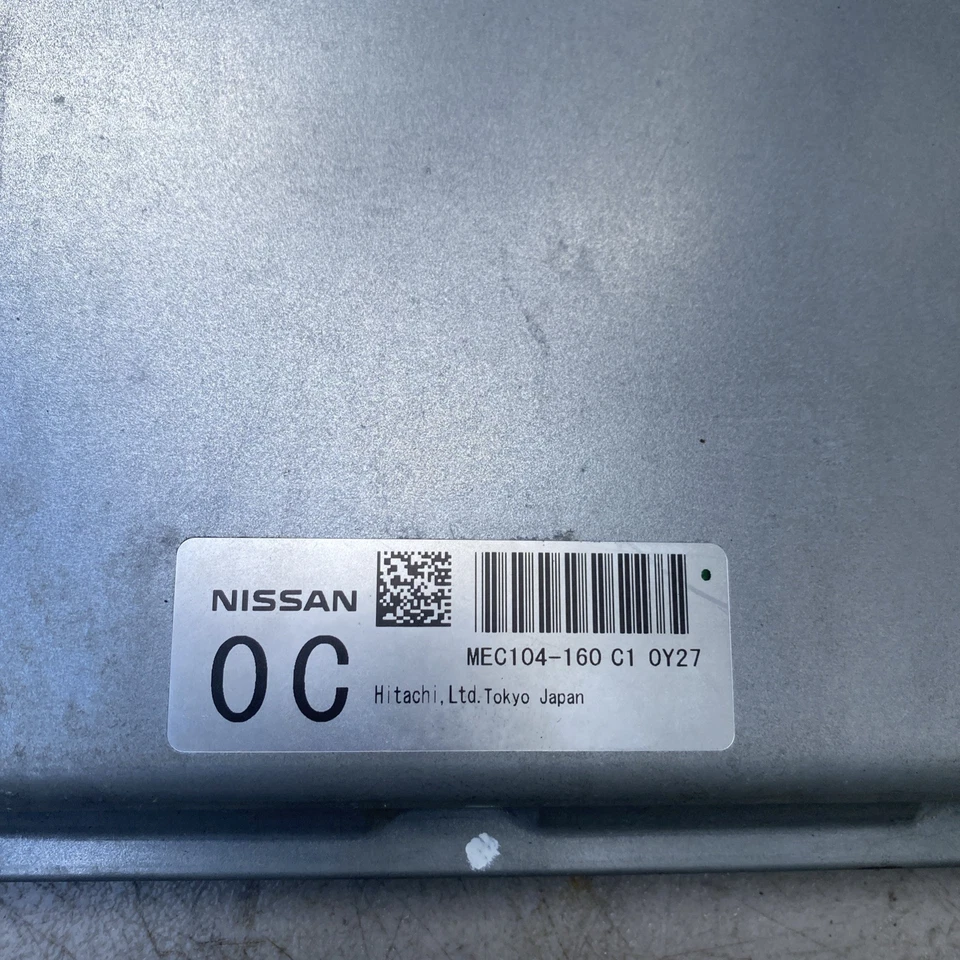 NISSAN
MEC104-160 C1 0Y27
0C
Hitachi,Ltd.Tokyo Japan